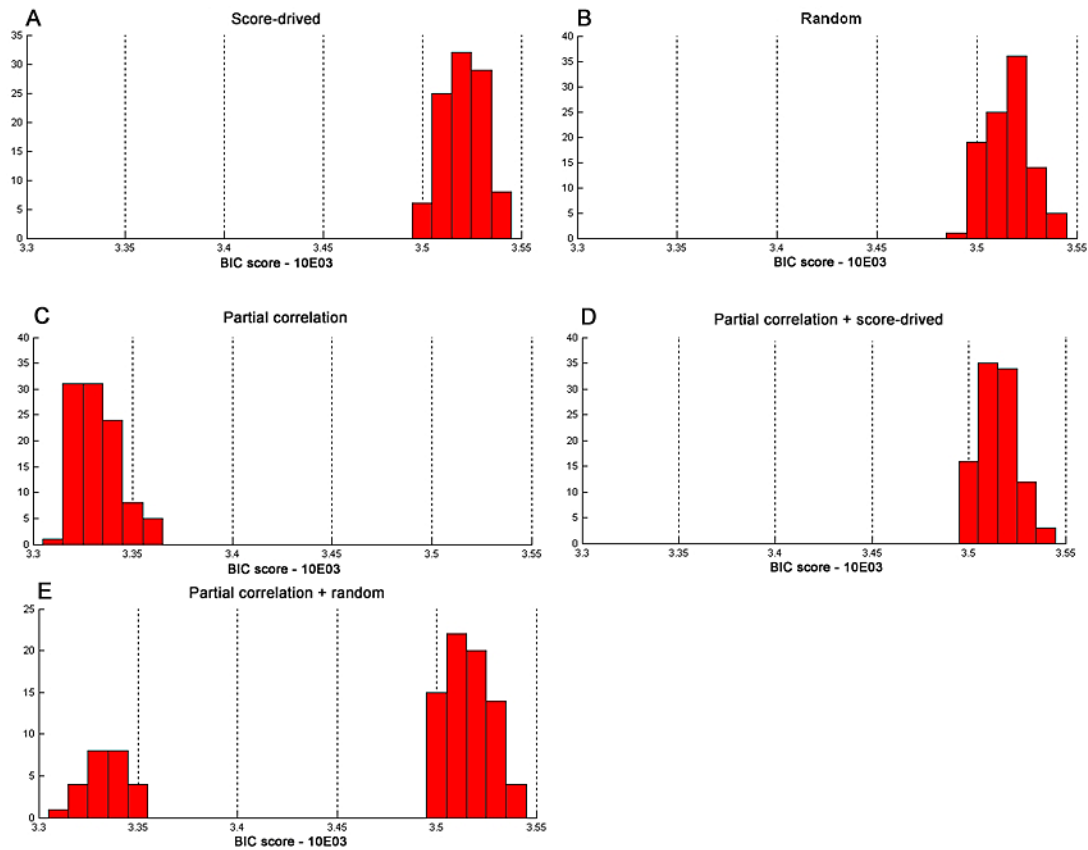 A
Score-drived
35
30
25
20
15
10
5
0
3.3 3.35 3.4 3.45 3.5 3.55
BIC score - 10E03
B
Random
40
35
30
25
20
15
10
5
0
3.3 3.35 3.4 3.45 3.5 3.55
BIC score - 10E03
C
Partial correlation
40
35
30
25
20
15
10
5
0
3.3 3.35 3.4 3.45 3.5 3.55
BIC score - 10E03
D
Partial correlation + score-drived
40
35
30
25
20
15
10
5
0
3.3 3.35 3.4 3.45 3.5 3.55
BIC score - 10E03
E
Partial correlation + random
25
20
15
10
5
0
3.3 3.35 3.4 3.45 3.5 3.55
BIC score - 10E03